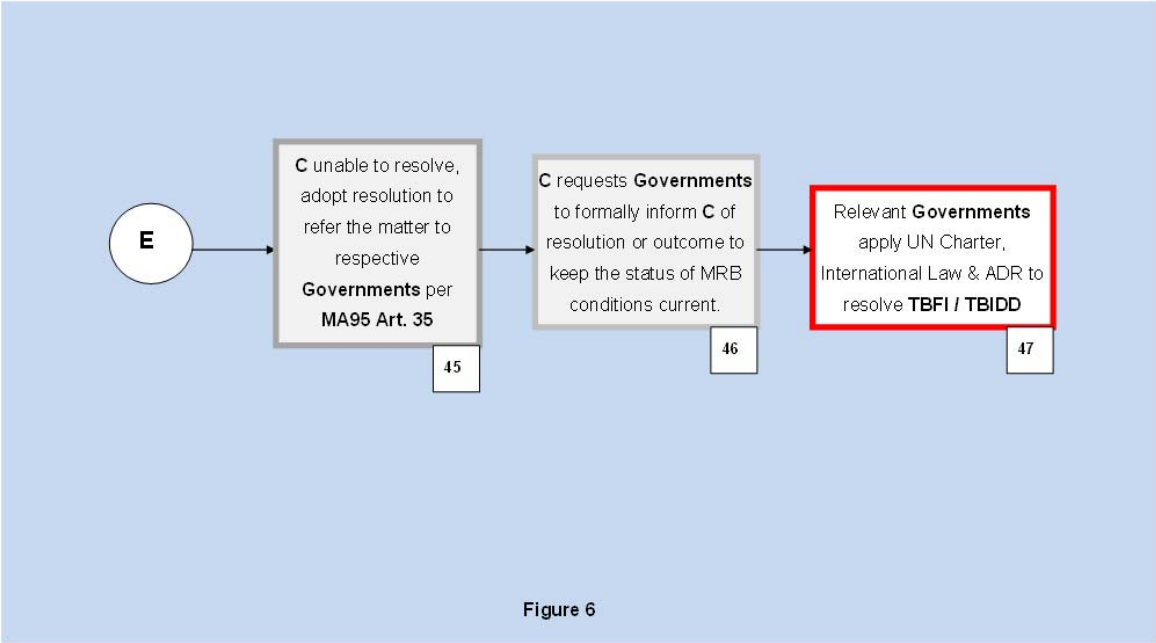 E
C unable to resolve,
adopt resolution to
refer the matter to
respective
Governments per
MA95 Art. 35
45
C requests Governments
to formally inform C of
resolution or outcome to
keep the status of MRB
conditions current.
46
Relevant Governments
apply UN Charter,
International Law & ADR to
resolve TBFI / TBIDD
47
Figure 6